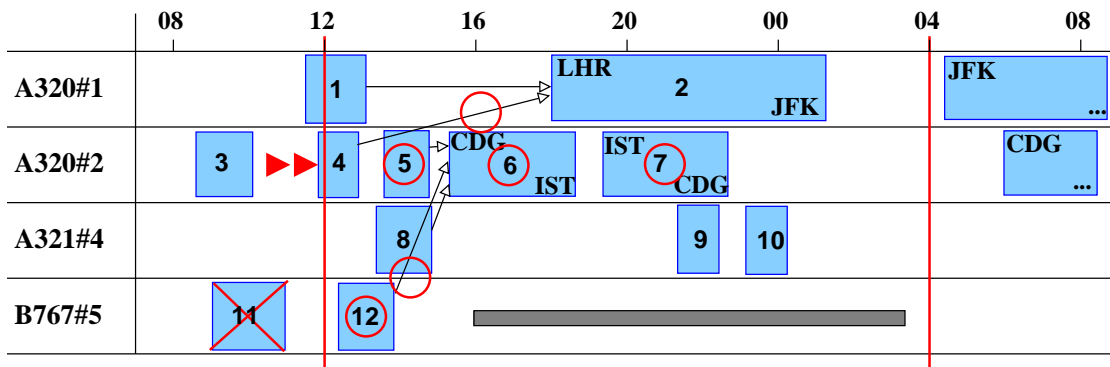 08 12 16 20 00 04 08
A320#1 1 LHR 2 JFK JFK ...
A320#2 3 4 5 CDG 6 IST IST 7 CDG CDG ...
A321#4 8 9 10
B767#5 11 12